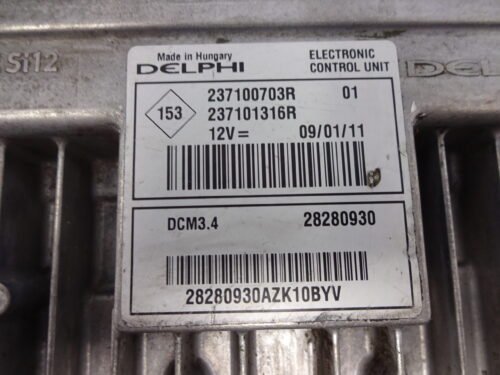 Made in Hungary
DELPHI
ELECTRONIC
CONTROL UNIT
153
237100703R 01
237101316R
12V= 09/01/11
DCM3.4 28280930
28280930AZK10BYV